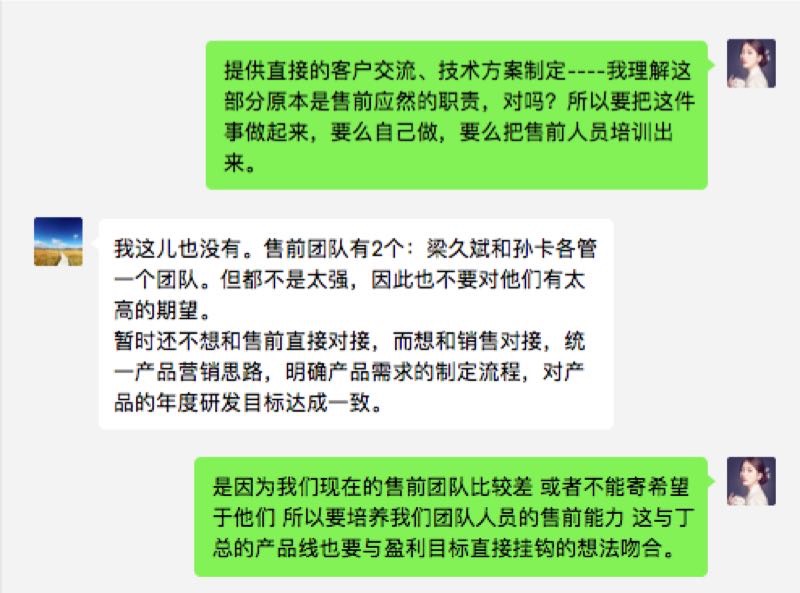 提供直接的客户交流、技术方案制定----我理解这
部分原本是售前应然的职责，对吗？所以要把这件
事做起来，要么自己做，要么把售前人员培训出
来。
我这儿也没有。售前团队有2个：梁久斌和孙卡各管
一个团队。但都不是太强，因此也不要对他们有太
高的期望。
暂时还不想和售前直接对接，而想和销售对接，统
一产品营销思路，明确产品需求的制定流程，对产
品的年度研发目标达成一致。
是因为我们现在的售前团队比较差 或者不能寄希望
于他们 所以要培养我们团队人员的售前能力 这与丁
总的产品线也要与盈利目标直接挂钩的想法吻合。